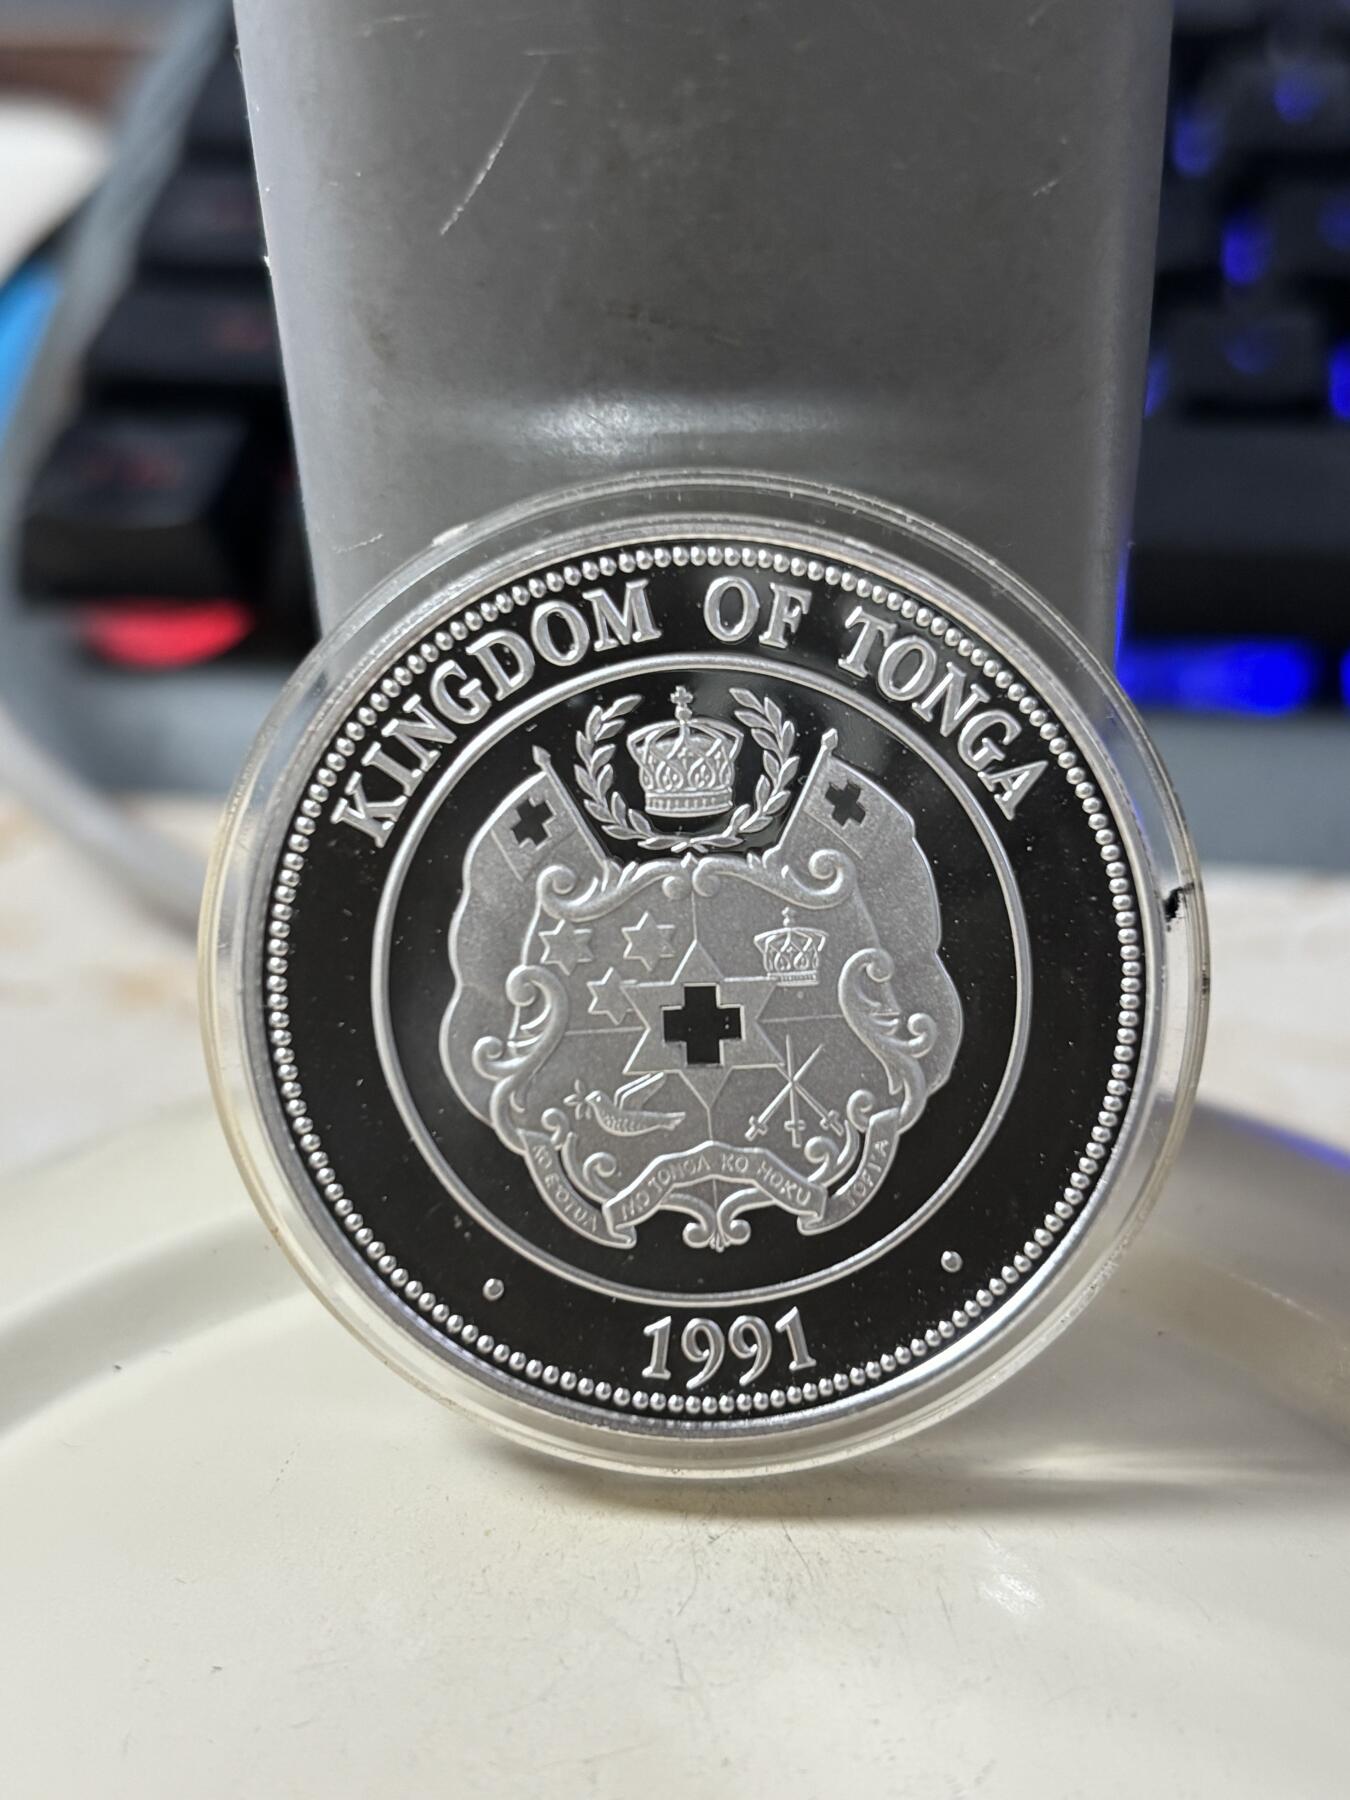 KINGDOM OF TONGA
KO E'OTUA MO TONGA KO HOKU TOFI'A
1991